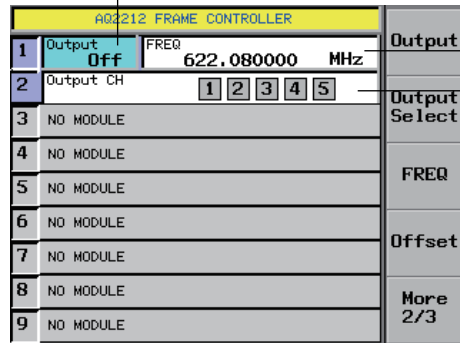 AQ2212 FRAME CONTROLLER
1 Output Off FREQ 622.080000 MHz
2 Output CH 1 2 3 4 5
3 NO MODULE
4 NO MODULE
5 NO MODULE
6 NO MODULE
7 NO MODULE
8 NO MODULE
9 NO MODULE
Output
Output
Select
FREQ
Offset
More
2/3